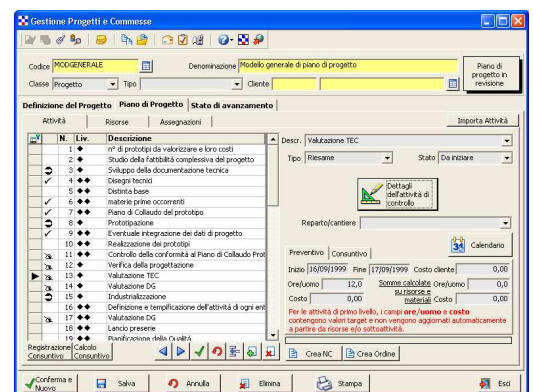 Gestione Progetti e Commesse
Codice MODGENERALE Denominazione Modello generale di piano di progetto
Piano di progetto in revisione
Classe Progetto Tipo Cliente
Definizione del Progetto Piano di Progetto Stato di avanzamento
Attività Risorse Assegnazioni Importa Attività
N. Liv. Descrizione
1 n° di prototipi da valorizzare e loro costi
2 Studio della fattibilità complessiva del progetto
3 Sviluppo della documentazione tecnica
4 Disegni tecnici
5 Distinta base
6 materie prime occorrenti
7 Piano di Collaudo del prototipo
8 Prototipazione
9 Eventuale integrazione dei dati di progetto
10 Realizzazione dei prototipi
11 Controllo della conformità al Piano di Collaudo Prot
12 Verifica della progettazione
13 Valutazione TEC
14 Valutazione DG
15 Industrializzazione
16 Definizione e tempificazione dell'attività di ogni ent
17 Valutazione DG
18 Lancio preserie
19 Pianificazione della Qualità
Descr. Valutazione TEC
Tipo Riesame Stato Da iniziare
Dettagli dell'attività di controllo
Reparto/cantiere
Preventivo Consuntivo Calendario
Inizio 16/09/1999 Fine 17/09/1999 Costo cliente 0,00
Ore/uomo 12,0 Somme calcolate su risorse e materiali Ore/uomo 0,0
Costo 0,00 Costo 0,00
Per le attività di primo livello, i campi ore/uomo e costo
contengono valori target e non vengono aggiornati automaticamente
a partire da risorse e/o sottoattività.
Registrazione Consuntivo Calcolo Consuntivo Crea NC Crea Ordine
Conferma e Nuovo Salva Annulla Elimina Stampa Esci